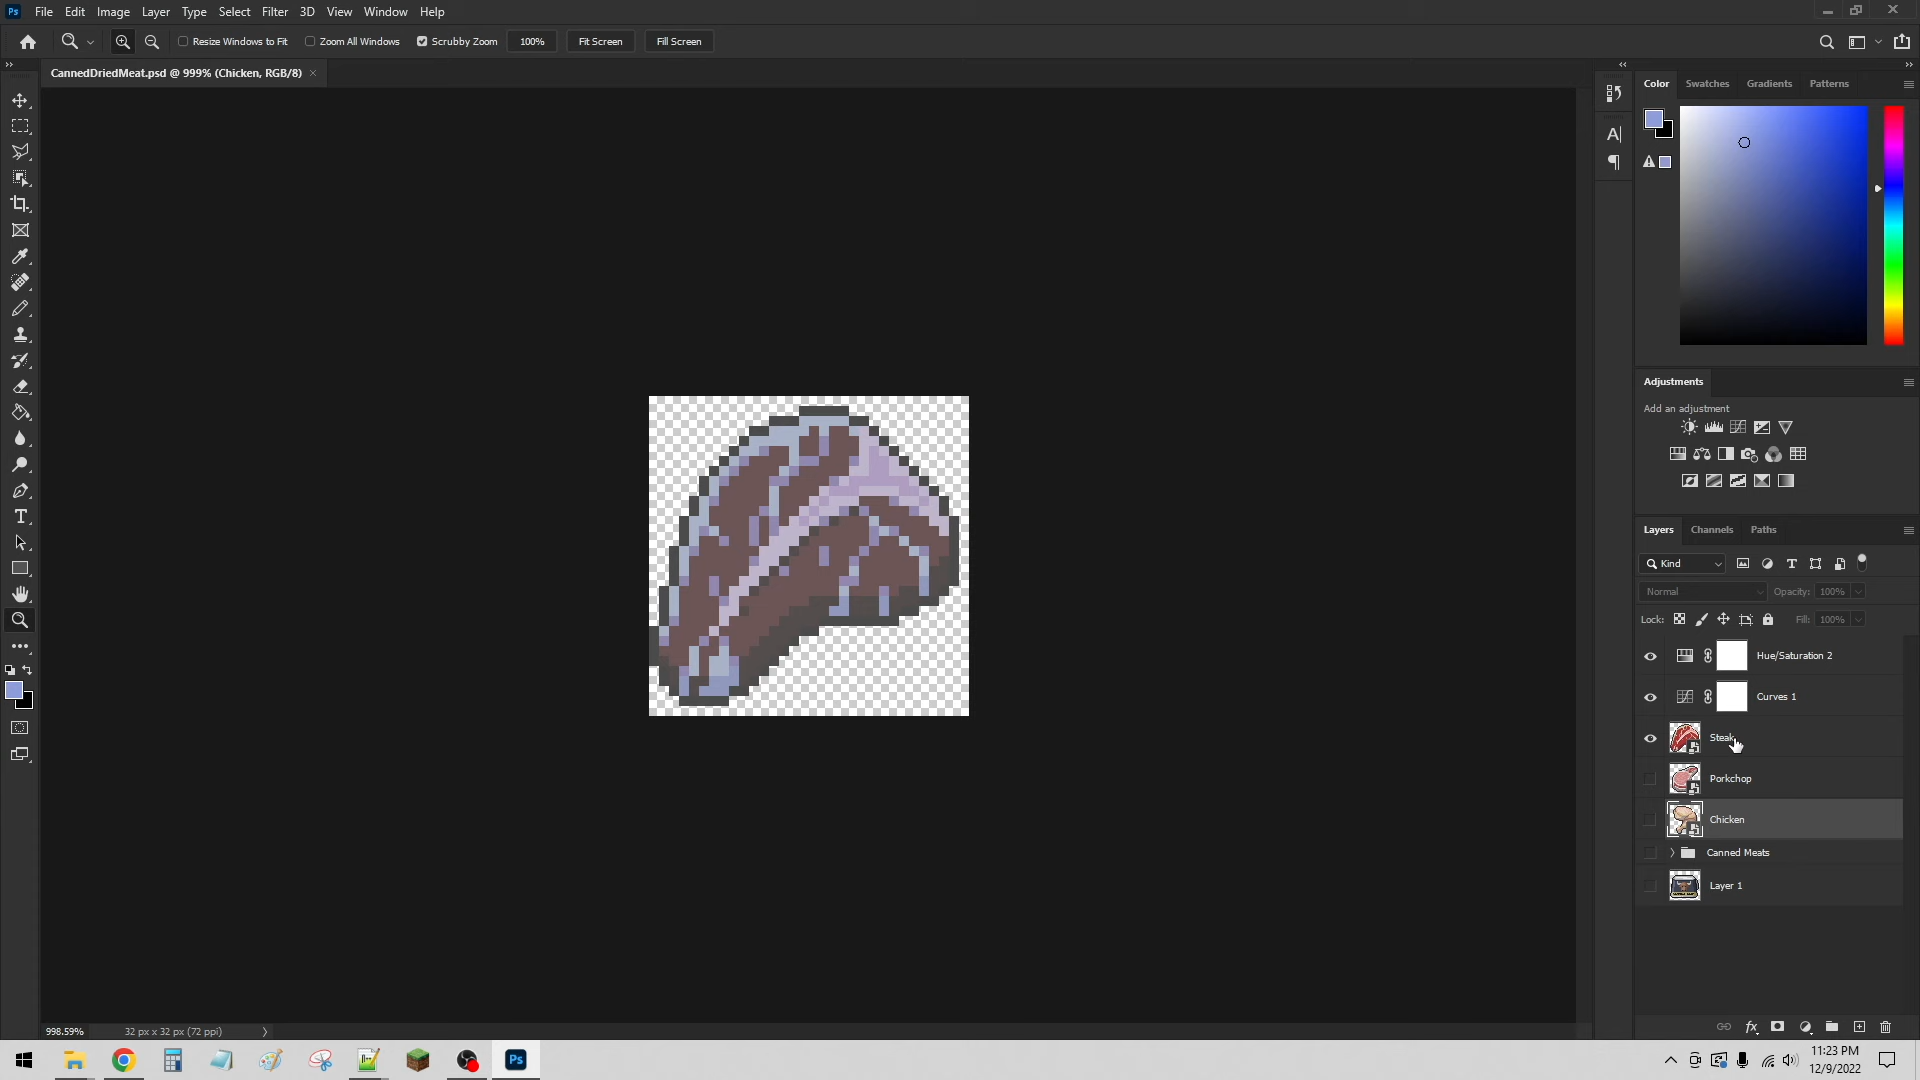 Ps File Edit Image Layer Type Select Filter 3D View Window Help
Resize Windows to Fit Zoom All Windows Scrubby Zoom 100% Fit Screen Fill Screen
CannedDriedMeat.psd @ 999% (Chicken, RGB/8) ×
Color Swatches Gradients Patterns
Adjustments
Add an adjustment
Layers Channels Paths
Kind
Normal Opacity: 100%
Lock: Fill: 100%
Hue/Saturation 2
Curves 1
Steak
Porkchop
Chicken
Canned Meats
Layer 1
998.59% 32 px x 32 px (72 ppi)
Ps
11:23 PM
12/9/2022